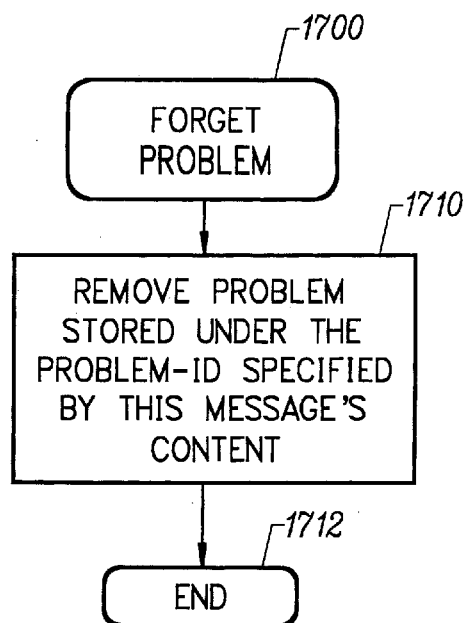 1700
FORGET
PROBLEM
1710
REMOVE PROBLEM
STORED UNDER THE
PROBLEM-ID SPECIFIED
BY THIS MESSAGE'S
CONTENT
1712
END